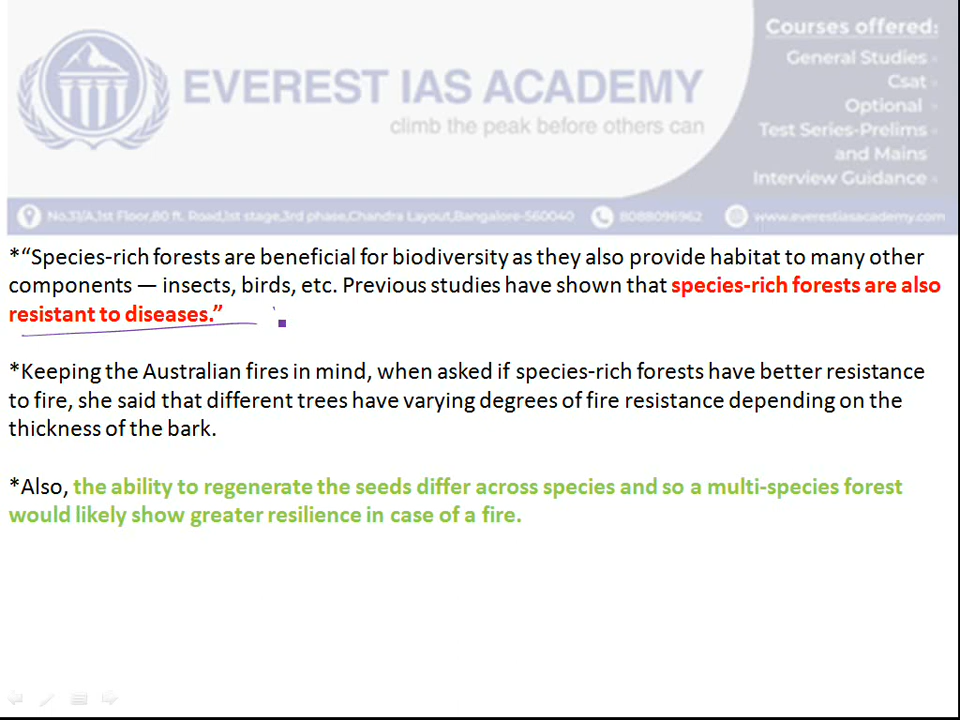 EVEREST IAS ACADEMY
climb the peak before others can
Courses offered:
General Studies
Csat
Optional
Test Series-Prelims
and Mains
Interview Guidance
No.31/A,1st Floor,80 ft. Road,1st stage,3rd phase,Chandra Layout,Bangalore-560040
8088096962
www.everestiasacademy.com
*“Species-rich forests are beneficial for biodiversity as they also provide habitat to many other
components — insects, birds, etc. Previous studies have shown that species-rich forests are also
resistant to diseases.”
*Keeping the Australian fires in mind, when asked if species-rich forests have better resistance
to fire, she said that different trees have varying degrees of fire resistance depending on the
thickness of the bark.
*Also, the ability to regenerate the seeds differ across species and so a multi-species forest
would likely show greater resilience in case of a fire.